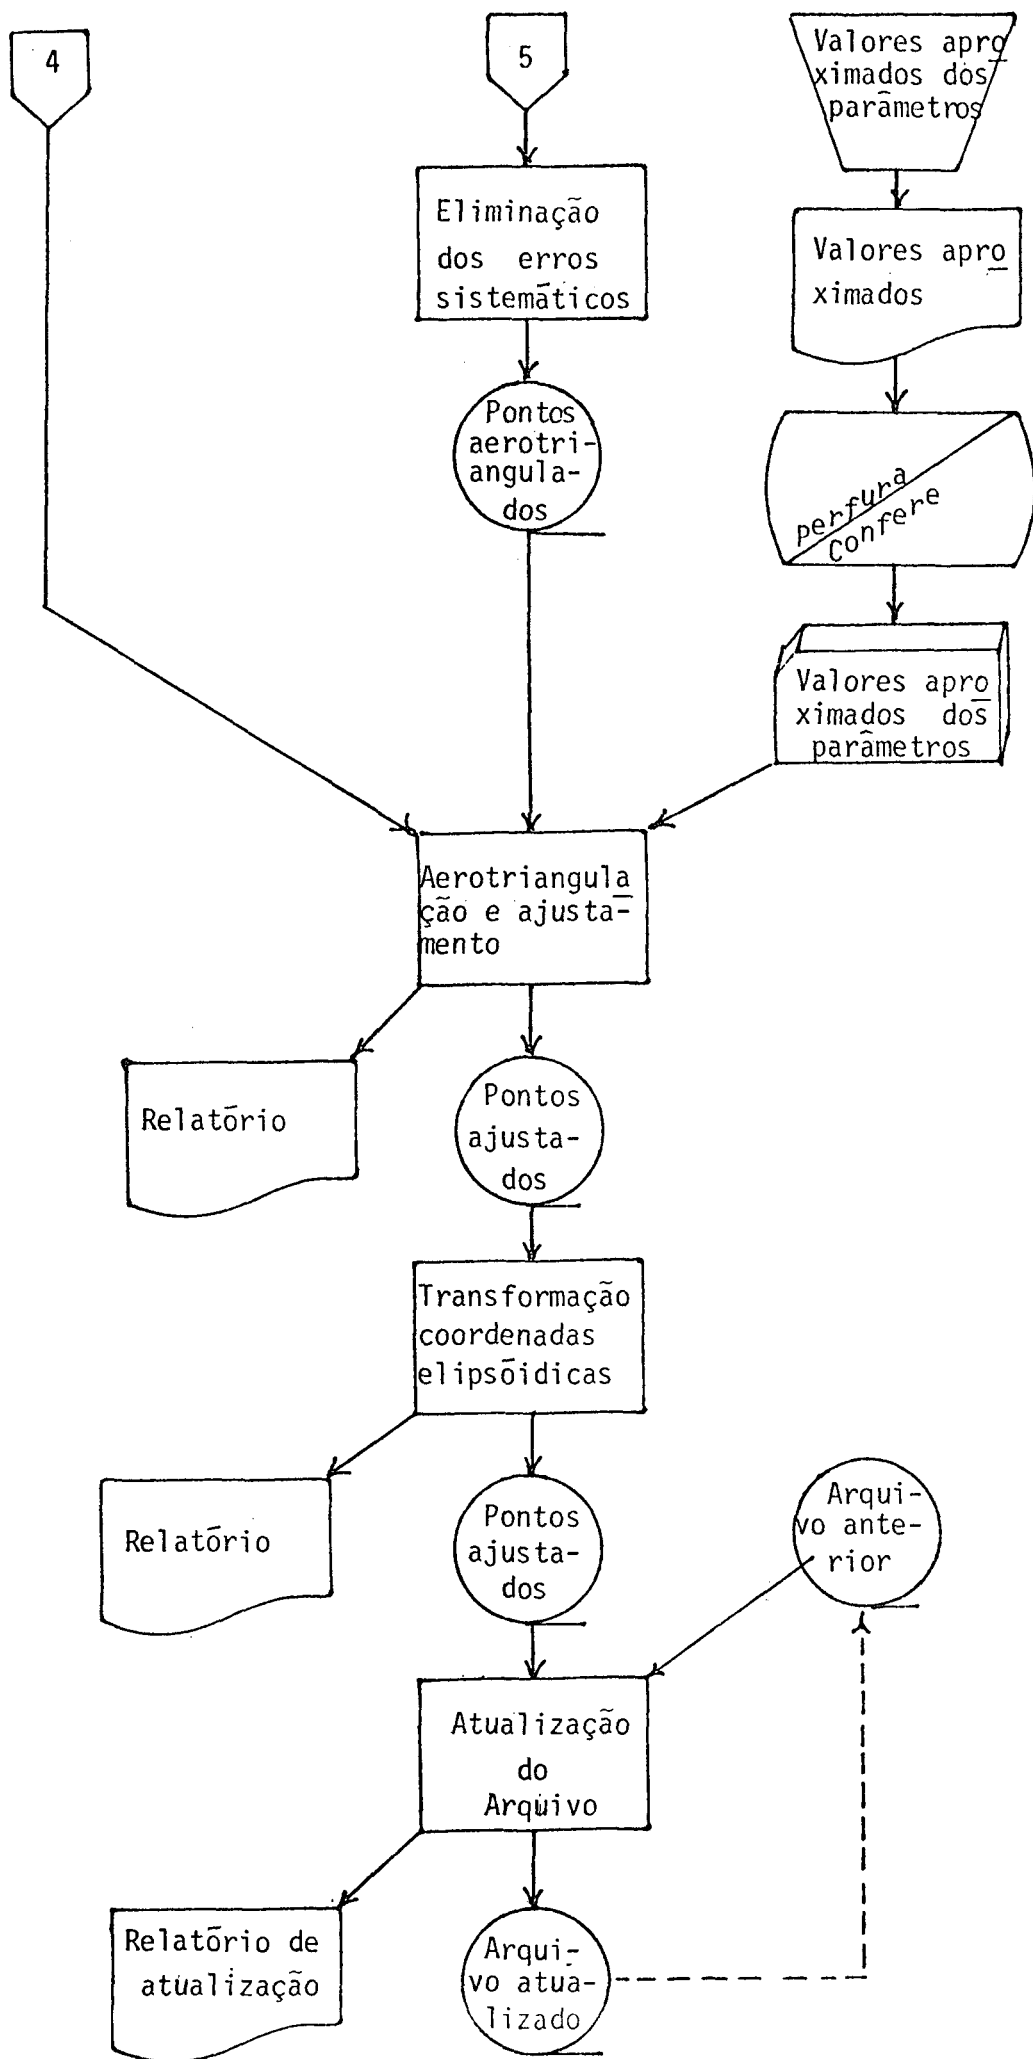 4
5
Valores apro
ximados dos
parâmetros
Eliminação
dos erros
sistemáticos
Valores apro
ximados
Pontos
aerotri-
angula-
dos
perfura
Confere
Valores apro
ximados dos
parâmetros
Aerotriangula
ção e ajusta-
mento
Relatório
Pontos
ajusta-
dos
Transformação
coordenadas
elipsóidicas
Relatório
Pontos
ajusta-
dos
Arqui-
vo ante-
rior
Atualização
do
Arquivo
Relatório de
atualização
Arqui-
vo atua-
lizado